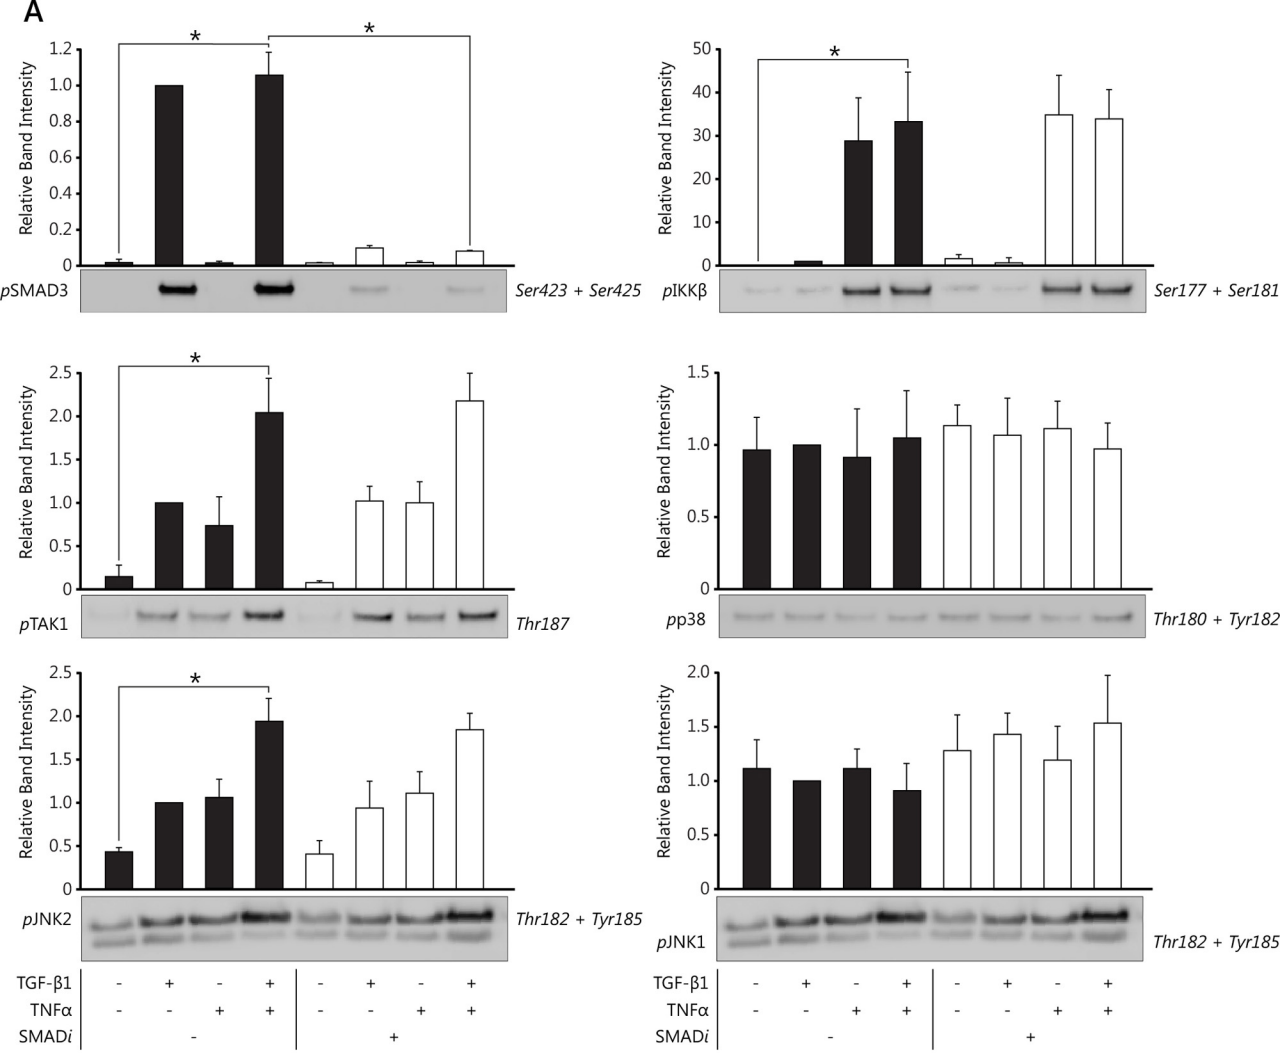 A
*
*
Relative Band Intensity
1.2
1.0
0.8
0.6
0.4
0.2
0
pSMAD3
Ser423 + Ser425
*
Relative Band Intensity
50
40
30
20
10
0
pIKKβ
Ser177 + Ser181
*
Relative Band Intensity
2.5
2.0
1.5
1.0
0.5
0
pTAK1
Thr187
Relative Band Intensity
1.5
1.0
0.5
0
pp38
Thr180 + Tyr182
*
Relative Band Intensity
2.5
2.0
1.5
1.0
0.5
0
pJNK2
Thr182 + Tyr185
Relative Band Intensity
2.0
1.5
1.0
0.5
0
pJNK1
Thr182 + Tyr185
TGF-β1 - + - + - + - +
TNFα - - + + - - + +
SMADi - +
TGF-β1 - + - + - + - +
TNFα - - + + - - + +
SMADi - +